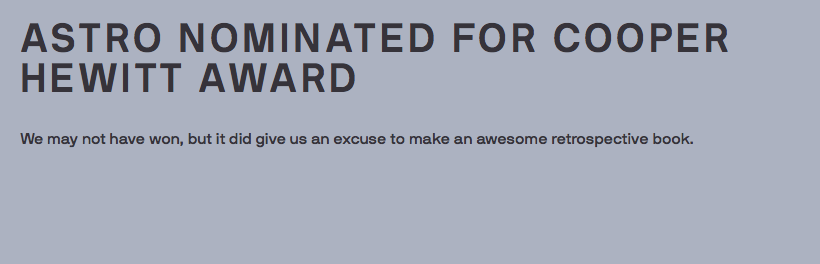 ASTRO NOMINATED FOR COOPER
HEWITT AWARD
We may not have won, but it did give us an excuse to make an awesome retrospective book.